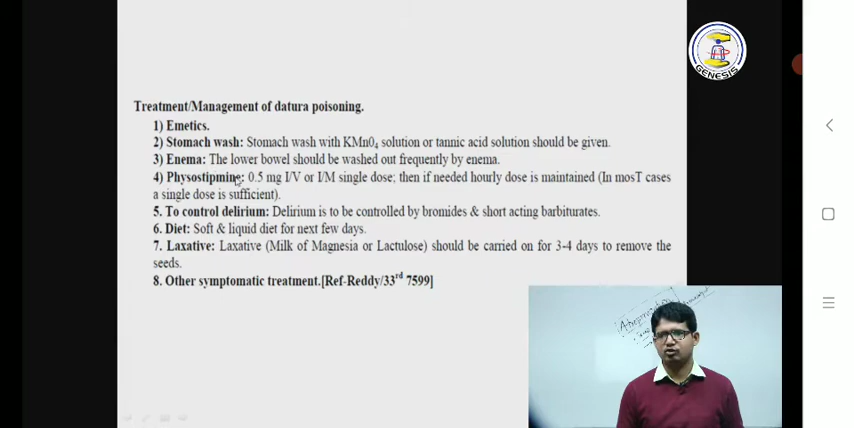 GENESIS
Treatment/Management of datura poisoning.
1) Emetics.
2) Stomach wash: Stomach wash with KMn0₄ solution or tannic acid solution should be given.
3) Enema: The lower bowel should be washed out frequently by enema.
4) Physostipmine: 0.5 mg I/V or I/M single dose; then if needed hourly dose is maintained (In mosT cases
a single dose is sufficient).
5. To control delirium: Delirium is to be controlled by bromides & short acting barbiturates.
6. Diet: Soft & liquid diet for next few days.
7. Laxative: Laxative (Milk of Magnesia or Lactulose) should be carried on for 3-4 days to remove the
seeds.
8. Other symptomatic treatment.[Ref-Reddy/33ʳᵈ 7599]